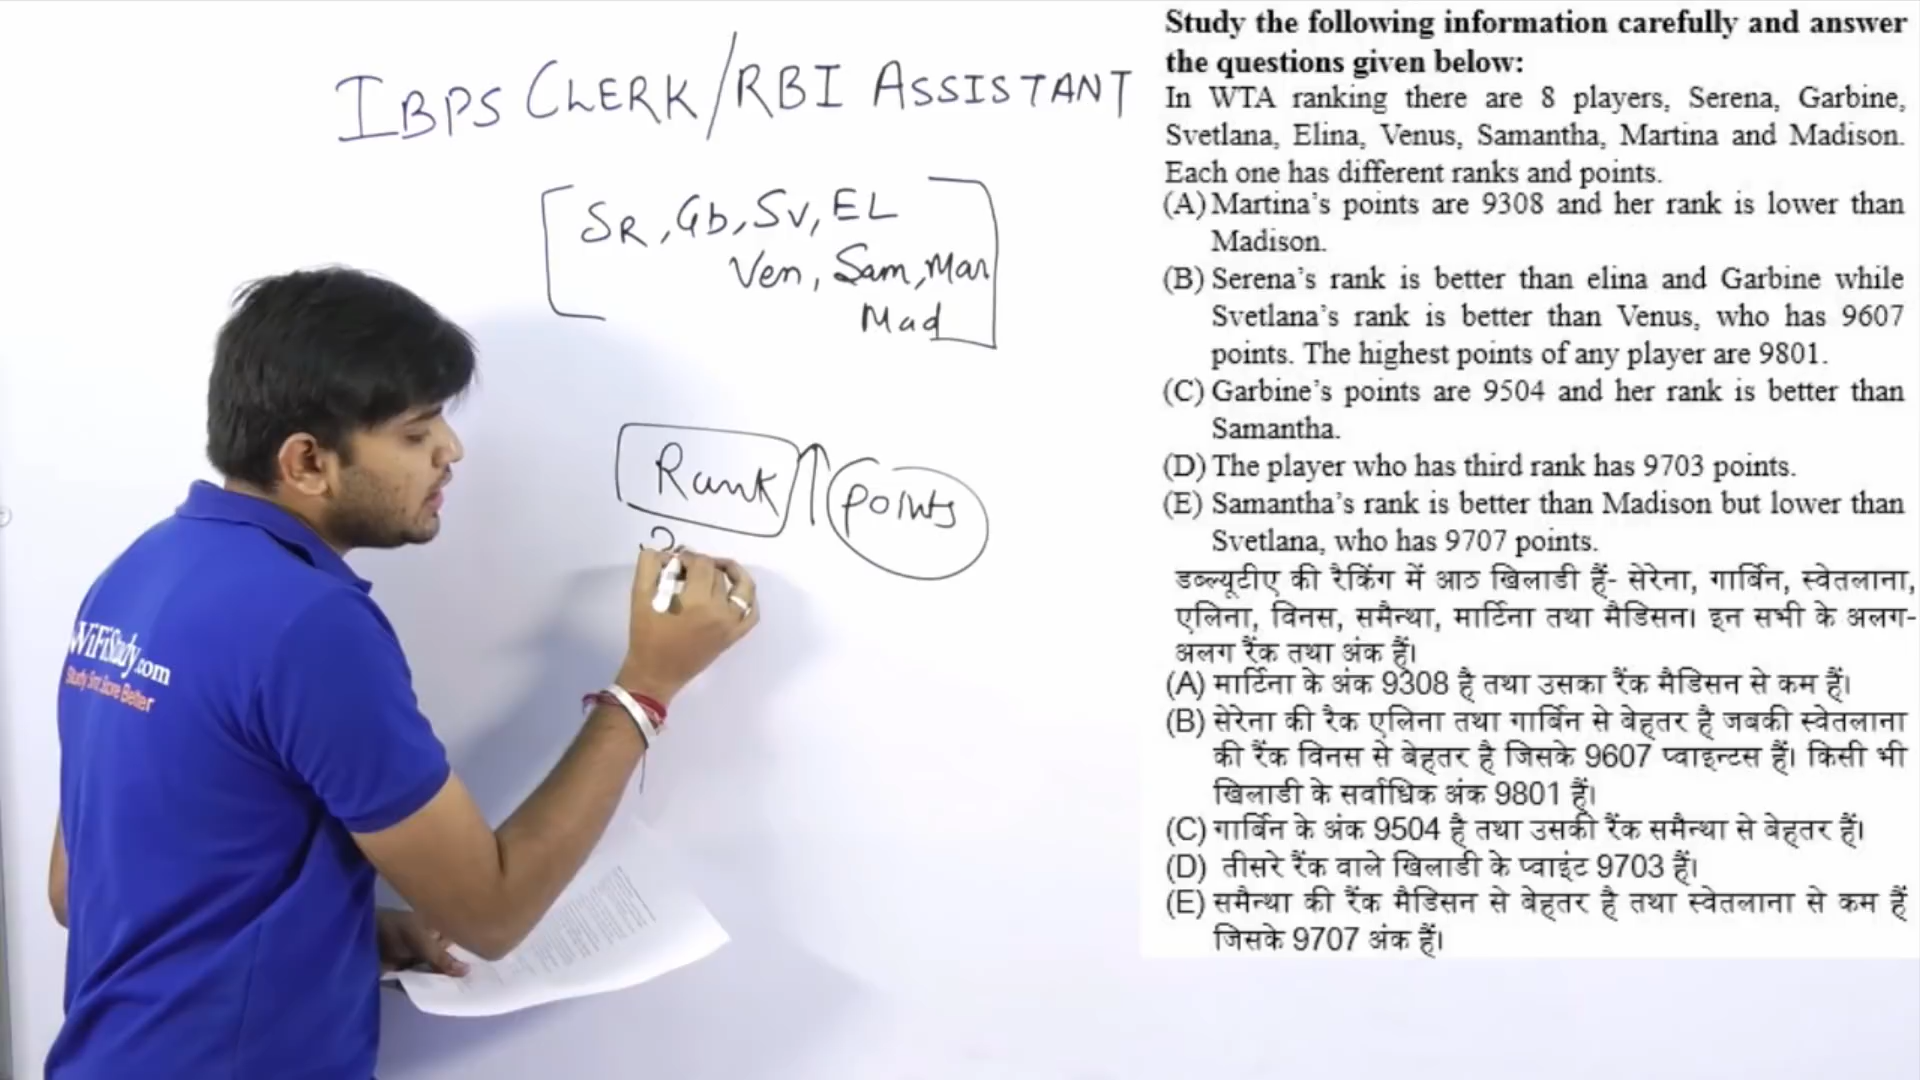 IBPS CLERK/RBI ASSISTANT
SR, Gb, SV, EL
Ven, Sam, Mar
Mad
Rank
Points
WiFiStudy.com
Study Smart, Score Better
Study the following information carefully and answer
the questions given below:
In WTA ranking there are 8 players, Serena, Garbine,
Svetlana, Elina, Venus, Samantha, Martina and Madison.
Each one has different ranks and points.
(A) Martina's points are 9308 and her rank is lower than
Madison.
(B) Serena's rank is better than elina and Garbine while
Svetlana's rank is better than Venus, who has 9607
points. The highest points of any player are 9801.
(C) Garbine's points are 9504 and her rank is better than
Samantha.
(D) The player who has third rank has 9703 points.
(E) Samantha's rank is better than Madison but lower than
Svetlana, who has 9707 points.
डब्ल्यूटीए की रैकिंग में आठ खिलाडी हैं- सेरेना, गार्बिन, स्वेतलाना,
एलिना, विनस, समैन्था, मार्टिना तथा मैडिसन। इन सभी के अलग-
अलग रैंक तथा अंक हैं।
(A) मार्टिना के अंक 9308 है तथा उसका रैंक मैडिसन से कम हैं।
(B) सेरेना की रैक एलिना तथा गार्बिन से बेहतर है जबकी स्वेतलाना
की रैंक विनस से बेहतर है जिसके 9607 प्वाइन्टस हैं। किसी भी
खिलाडी के सर्वाधिक अंक 9801 हैं।
(C) गार्बिन के अंक 9504 है तथा उसकी रैंक समैन्था से बेहतर हैं।
(D) तीसरे रैंक वाले खिलाडी के प्वाइंट 9703 हैं।
(E) समैन्था की रैंक मैडिसन से बेहतर है तथा स्वेतलाना से कम हैं
जिसके 9707 अंक हैं।